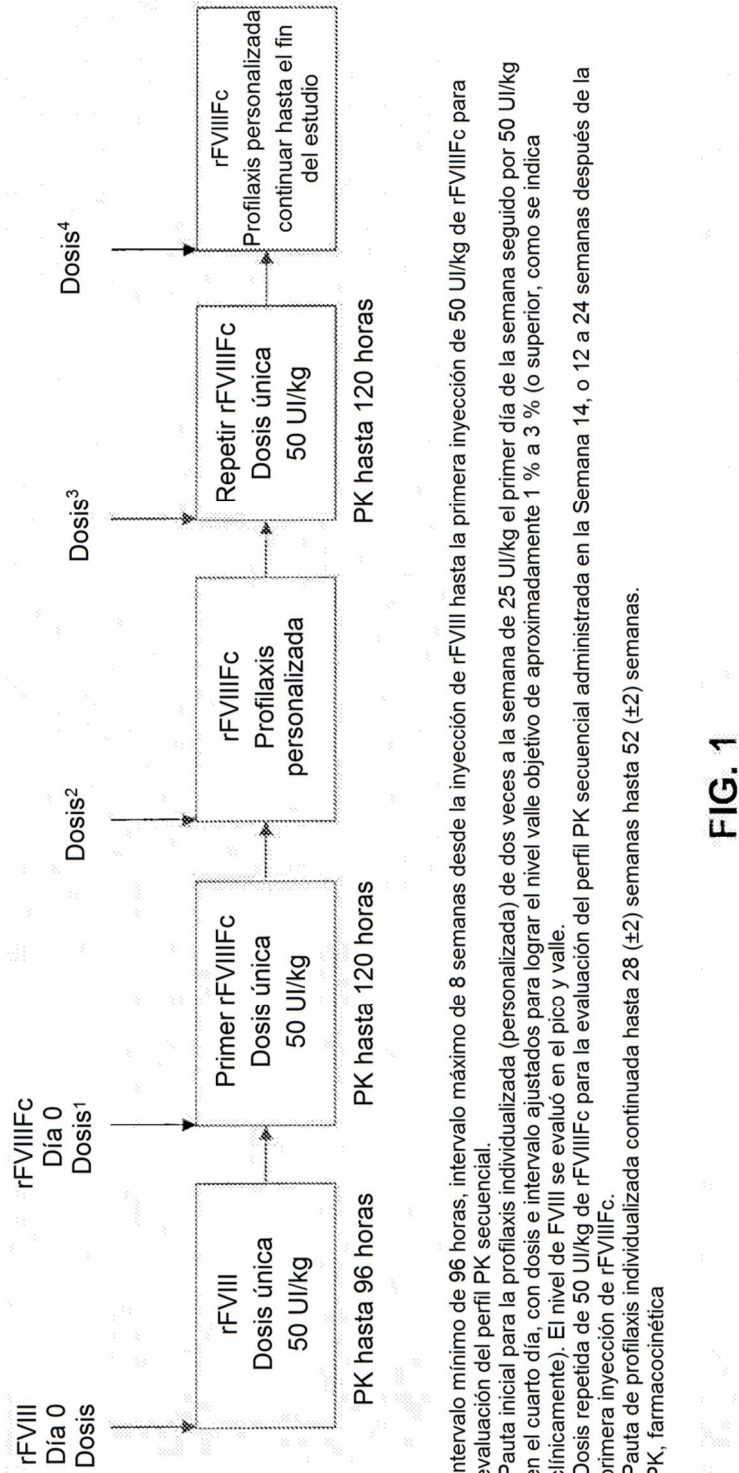 rFVIII
Día 0
Dosis
rFVIIIFc
Día 0
Dosis¹
Dosis²
Dosis³
Dosis⁴
rFVIII
Dosis única
50 UI/kg
PK hasta 96 horas
Primer rFVIIIFc
Dosis única
50 UI/kg
PK hasta 120 horas
rFVIIIFc
Profilaxis
personalizada
Repetir rFVIIIFc
Dosis única
50 UI/kg
PK hasta 120 horas
rFVIIIFc
Profilaxis personalizada
continuar hasta el fin
del estudio
ntervalo mínimo de 96 horas, intervalo máximo de 8 semanas desde la inyección de rFVIII hasta la primera inyección de 50 UI/kg de rFVIIIFc para
evaluación del perfil PK secuencial.
Pauta inicial para la profilaxis individualizada (personalizada) de dos veces a la semana de 25 UI/kg el primer día de la semana seguido por 50 UI/kg
en el cuarto día, con dosis e intervalo ajustados para lograr el nivel valle objetivo de aproximadamente 1 % a 3 % (o superior, como se indica
clínicamente). El nivel de FVIII se evaluó en el pico y valle.
Dosis repetida de 50 UI/kg de rFVIIIFc para la evaluación del perfil PK secuencial administrada en la Semana 14, o 12 a 24 semanas después de la
primera inyección de rFVIIIFc.
Pauta de profilaxis individualizada continuada hasta 28 (±2) semanas hasta 52 (±2) semanas.
PK, farmacocinética
FIG. 1